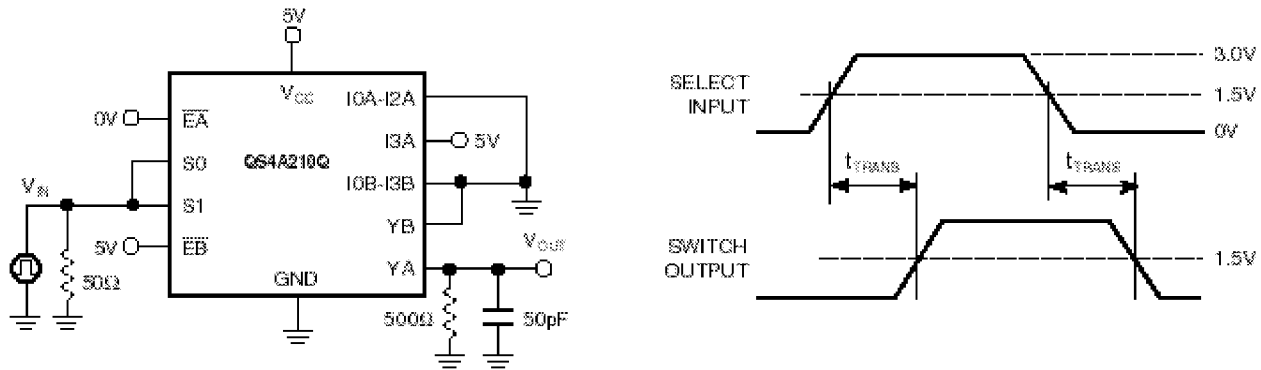 5V
VCC
0V
EA
S0
S1
EB
5V
VIN
50Ω
QS4A210Q
GND
I0A-I2A
I3A
5V
I0B-I3B
YB
YA
VOUT
500Ω
50pF
SELECT
INPUT
3.0V
1.5V
0V
tTRANS
tTRANS
SWITCH
OUTPUT
1.5V